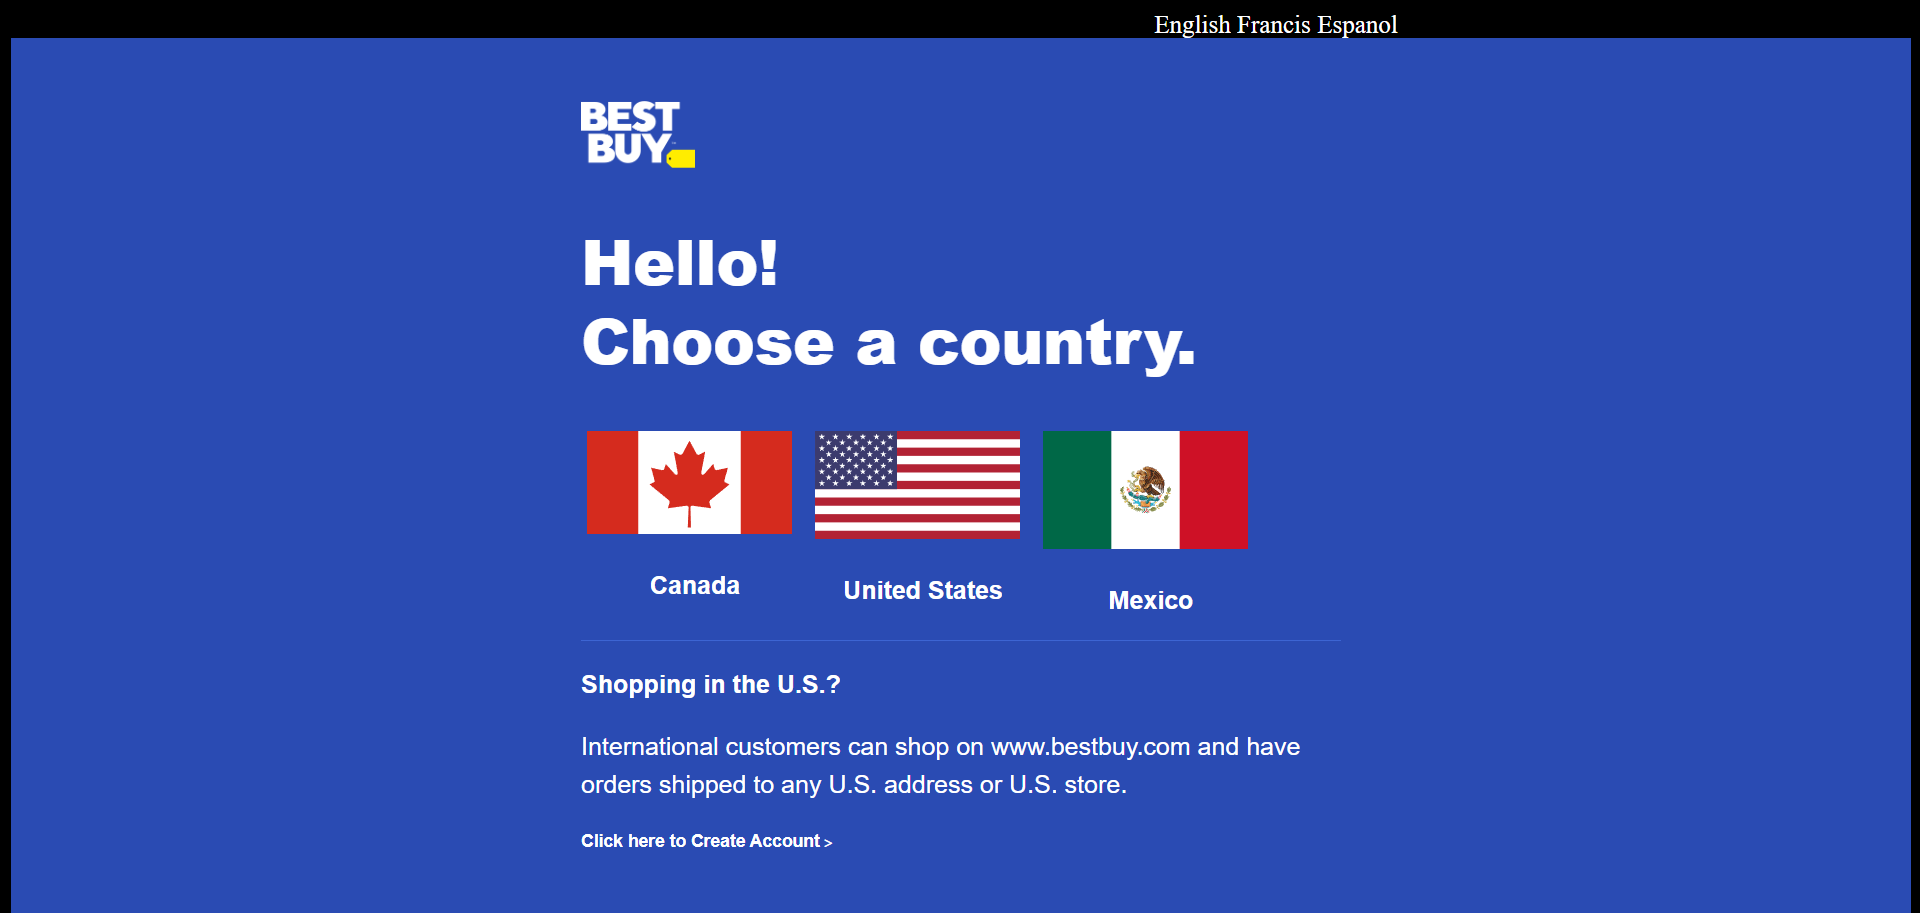 English Francis Espanol
BEST
BUY
Hello!
Choose a country.
Canada
United States
Mexico
Shopping in the U.S.?
International customers can shop on www.bestbuy.com and have
orders shipped to any U.S. address or U.S. store.
Click here to Create Account >